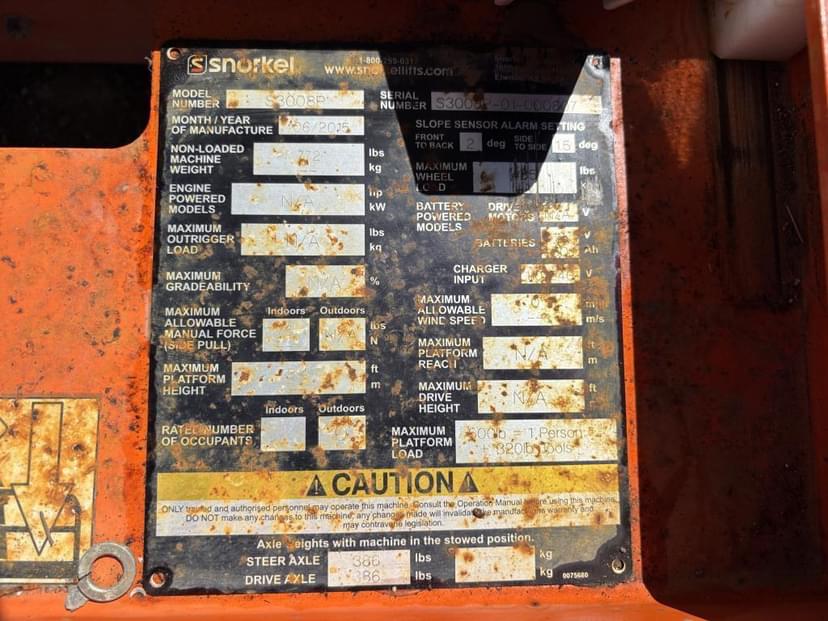 snorkel
www.snorkellifts.com
MODEL NUMBER S3008P
SERIAL NUMBER
MONTH / YEAR OF MANUFACTURE 06/2015
SLOPE SENSOR ALARM SETTING
FRONT TO BACK 2 deg SIDE TO SIDE 1.5 deg
NON-LOADED MACHINE WEIGHT 772 lbs
kg
MAXIMUM WHEEL LOAD lbs
ENGINE POWERED MODELS N/A hp
kW
BATTERY POWERED MODELS
DRIVE MOTORS N/A V
BATTERIES V
Ah
MAXIMUM OUTRIGGER LOAD N/A lbs
kg
MAXIMUM GRADEABILITY N/A %
CHARGER INPUT V
MAXIMUM ALLOWABLE WIND SPEED mph
m/s
MAXIMUM ALLOWABLE MANUAL FORCE (SIDE PULL)
Indoors Outdoors
lbs
N
MAXIMUM PLATFORM REACH N/A ft
m
MAXIMUM PLATFORM HEIGHT ft
m
MAXIMUM DRIVE HEIGHT N/A ft
m
RATED NUMBER OF OCCUPANTS
Indoors Outdoors
MAXIMUM PLATFORM LOAD
500lb = 1 Person
+ 320lb Tools
CAUTION
ONLY trained and authorised personnel may operate this machine. Consult the Operation Manual before using this machine.
DO NOT make any changes to this machine, any changes made will invalidate the manufacturers warranty and
may contravene legislation.
Axle weights with machine in the stowed position.
STEER AXLE 386 lbs kg
DRIVE AXLE 386 lbs kg
0075680